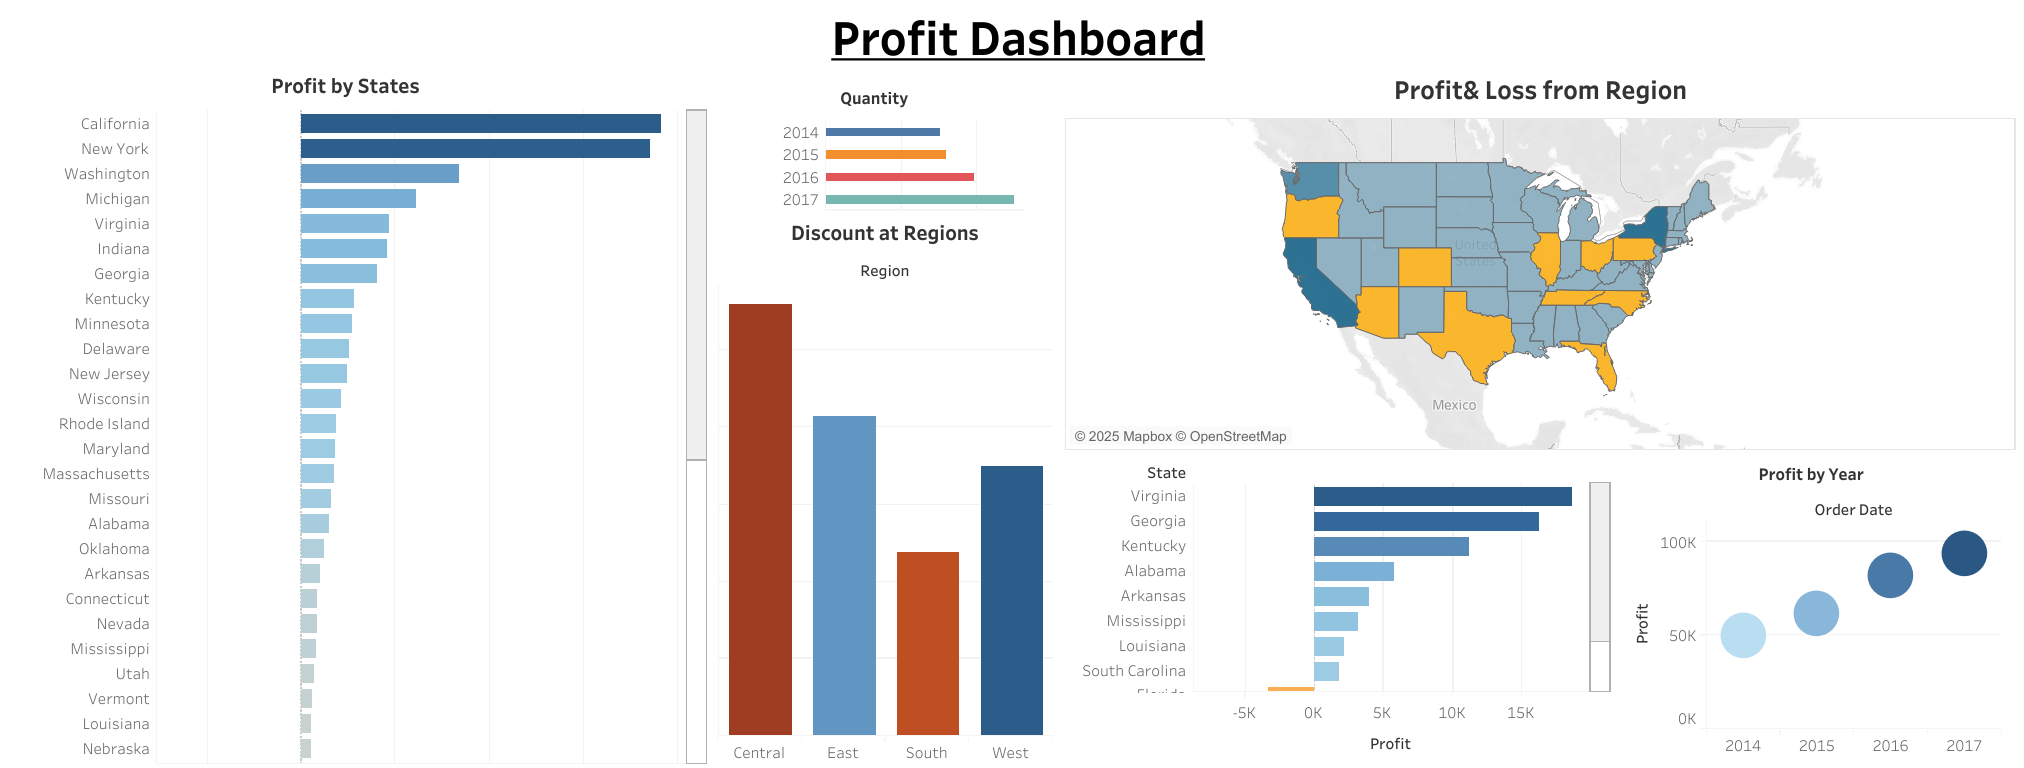 Profit Dashboard
Profit by States
California
New York
Washington
Michigan
Virginia
Indiana
Georgia
Kentucky
Minnesota
Delaware
New Jersey
Wisconsin
Rhode Island
Maryland
Massachusetts
Missouri
Alabama
Oklahoma
Arkansas
Connecticut
Nevada
Mississippi
Utah
Vermont
Louisiana
Nebraska
Quantity
2014
2015
2016
2017
Discount at Regions
Region
Central East South West
Profit& Loss from Region
United
States
Mexico
© 2025 Mapbox © OpenStreetMap
State
Virginia
Georgia
Kentucky
Alabama
Arkansas
Mississippi
Louisiana
South Carolina
Florida
-5K 0K 5K 10K 15K
Profit
Profit by Year
Order Date
100K
50K
0K
Profit
2014 2015 2016 2017